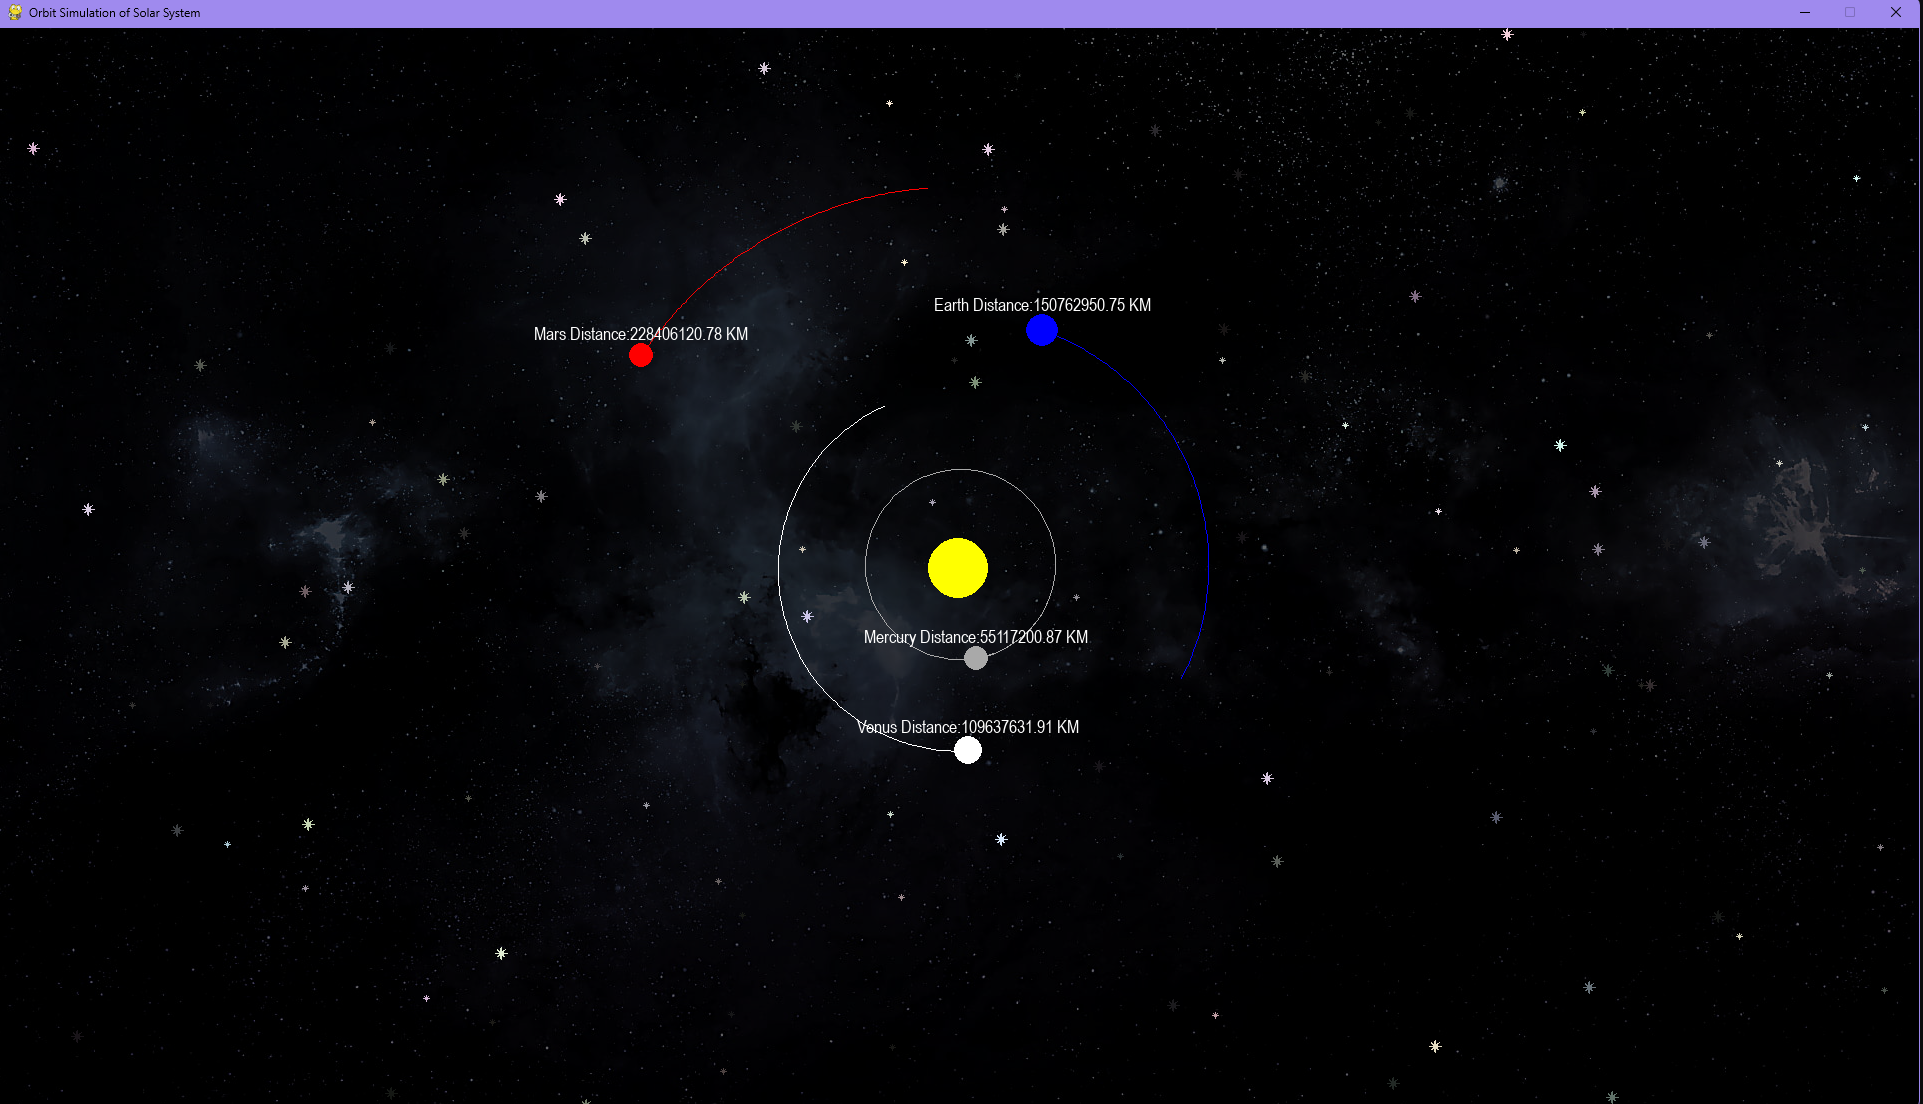 Orbit Simulation of Solar System
Earth Distance:150762950.75 KM
Mars Distance:228406120.78 KM
Mercury Distance:55117200.87 KM
Venus Distance:109637631.91 KM